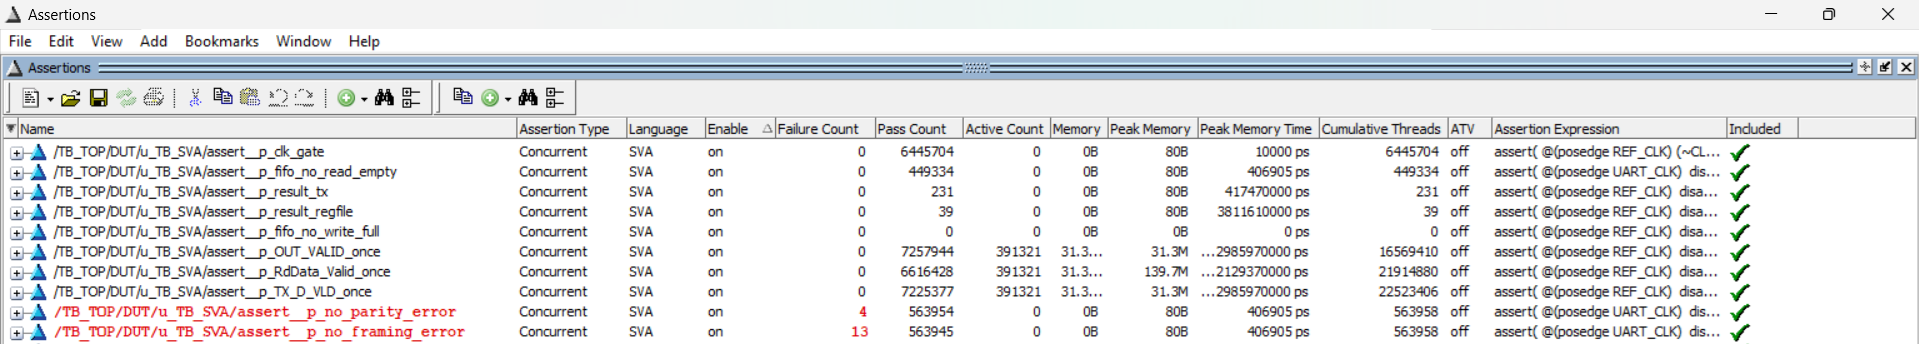 Assertions
File Edit View Add Bookmarks Window Help
Assertions
Name Assertion Type Language Enable Failure Count Pass Count Active Count Memory Peak Memory Peak Memory Time Cumulative Threads ATV Assertion Expression Included
/TB_TOP/DUT/u_TB_SVA/assert__p_clk_gate Concurrent SVA on 0 6445704 0 0B 80B 10000 ps 6445704 off assert( @(posedge REF_CLK) (~CL...
/TB_TOP/DUT/u_TB_SVA/assert__p_fifo_no_read_empty Concurrent SVA on 0 449334 0 0B 80B 406905 ps 449334 off assert( @(posedge UART_CLK) dis...
/TB_TOP/DUT/u_TB_SVA/assert__p_result_tx Concurrent SVA on 0 231 0 0B 80B 417470000 ps 231 off assert( @(posedge REF_CLK) disa...
/TB_TOP/DUT/u_TB_SVA/assert__p_result_regfile Concurrent SVA on 0 39 0 0B 80B 3811610000 ps 39 off assert( @(posedge REF_CLK) disa...
/TB_TOP/DUT/u_TB_SVA/assert__p_fifo_no_write_full Concurrent SVA on 0 0 0 0B 0B 0 ps 0 off assert( @(posedge REF_CLK) disa...
/TB_TOP/DUT/u_TB_SVA/assert__p_OUT_VALID_once Concurrent SVA on 0 7257944 391321 31.3... 31.3M ...2985970000 ps 16569410 off assert( @(posedge REF_CLK) disa...
/TB_TOP/DUT/u_TB_SVA/assert__p_RdData_Valid_once Concurrent SVA on 0 6616428 391321 31.3... 139.7M ...2129370000 ps 21914880 off assert( @(posedge REF_CLK) disa...
/TB_TOP/DUT/u_TB_SVA/assert__p_TX_D_VLD_once Concurrent SVA on 0 7225377 391321 31.3... 31.3M ...2985970000 ps 22523406 off assert( @(posedge REF_CLK) disa...
/TB_TOP/DUT/u_TB_SVA/assert__p_no_parity_error Concurrent SVA on 4 563954 0 0B 80B 406905 ps 563958 off assert( @(posedge UART_CLK) dis...
/TB_TOP/DUT/u_TB_SVA/assert__p_no_framing_error Concurrent SVA on 13 563945 0 0B 80B 406905 ps 563958 off assert( @(posedge UART_CLK) dis...